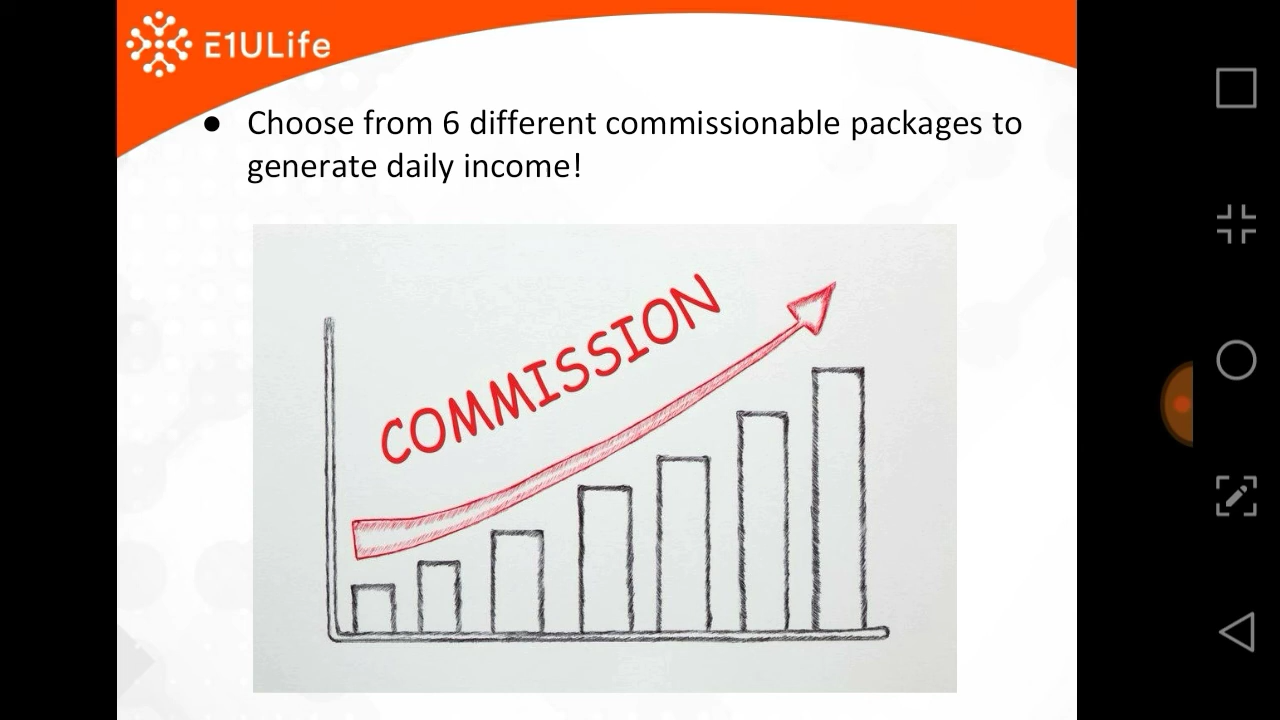 E1ULife
● Choose from 6 different commissionable packages to
generate daily income!
COMMISSION